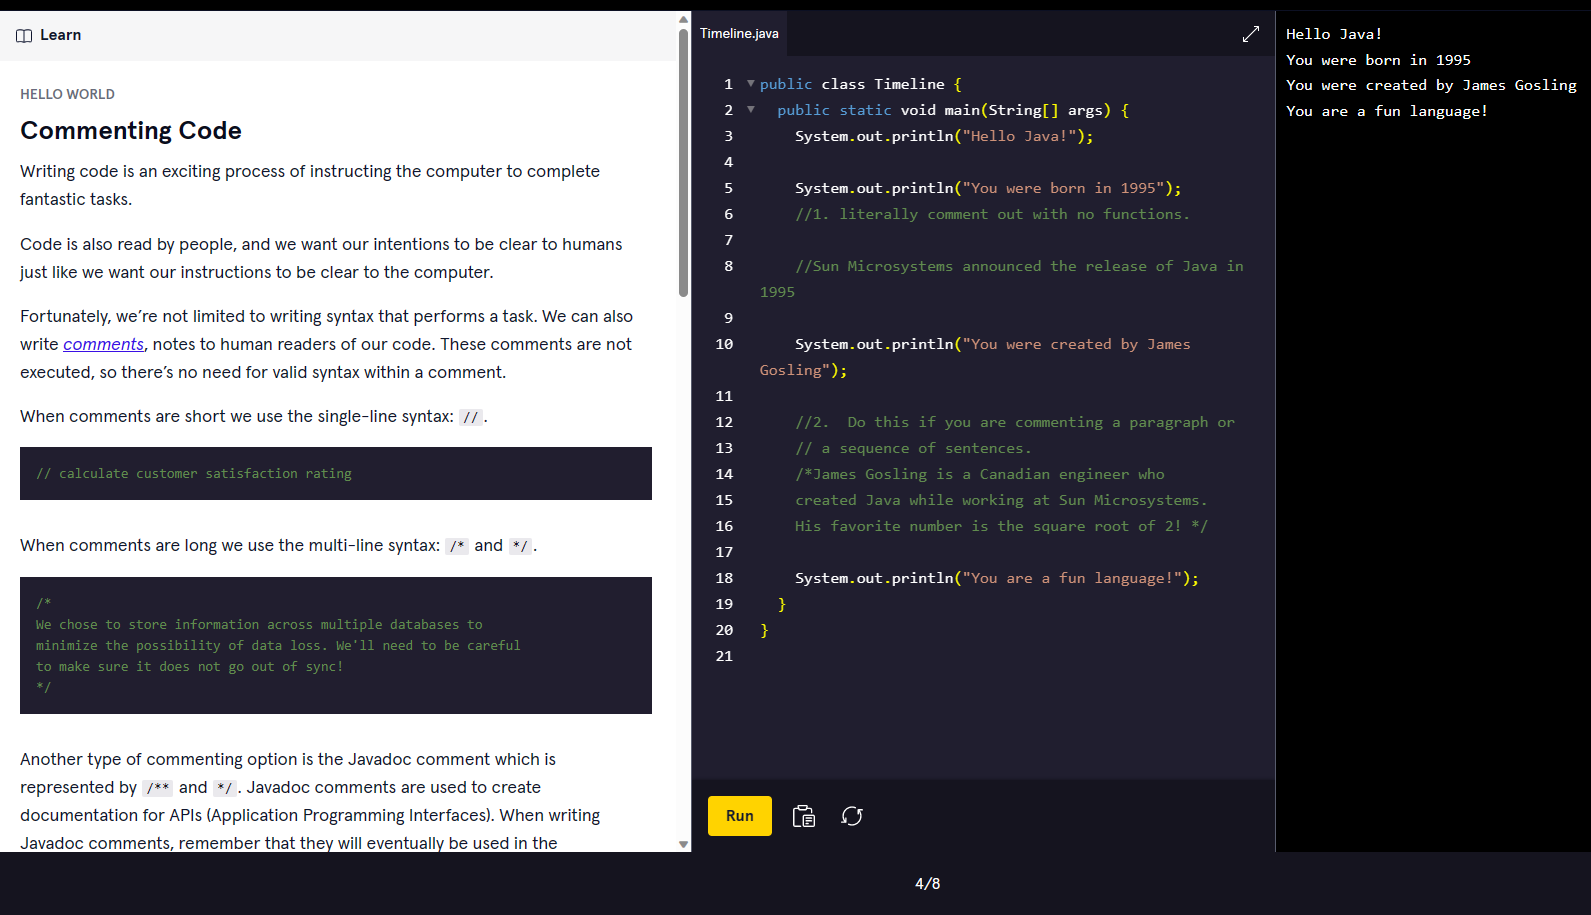 Learn
HELLO WORLD
Commenting Code
Writing code is an exciting process of instructing the computer to complete
fantastic tasks.
Code is also read by people, and we want our intentions to be clear to humans
just like we want our instructions to be clear to the computer.
Fortunately, we're not limited to writing syntax that performs a task. We can also
write comments, notes to human readers of our code. These comments are not
executed, so there's no need for valid syntax within a comment.
When comments are short we use the single-line syntax: //.
// calculate customer satisfaction rating
When comments are long we use the multi-line syntax: /* and */.
/*
We chose to store information across multiple databases to
minimize the possibility of data loss. We'll need to be careful
to make sure it does not go out of sync!
*/
Another type of commenting option is the Javadoc comment which is
represented by /** and */. Javadoc comments are used to create
documentation for APIs (Application Programming Interfaces). When writing
Javadoc comments, remember that they will eventually be used in the
Timeline.java
1 public class Timeline {
2 public static void main(String[] args) {
3 System.out.println("Hello Java!");
4
5 System.out.println("You were born in 1995");
6 //1. literally comment out with no functions.
7
8 //Sun Microsystems announced the release of Java in
1995
9
10 System.out.println("You were created by James
Gosling");
11
12 //2.  Do this if you are commenting a paragraph or
13 // a sequence of sentences.
14 /*James Gosling is a Canadian engineer who
15 created Java while working at Sun Microsystems.
16 His favorite number is the square root of 2! */
17
18 System.out.println("You are a fun language!");
19 }
20 }
21
Run
Hello Java!
You were born in 1995
You were created by James Gosling
You are a fun language!
4/8